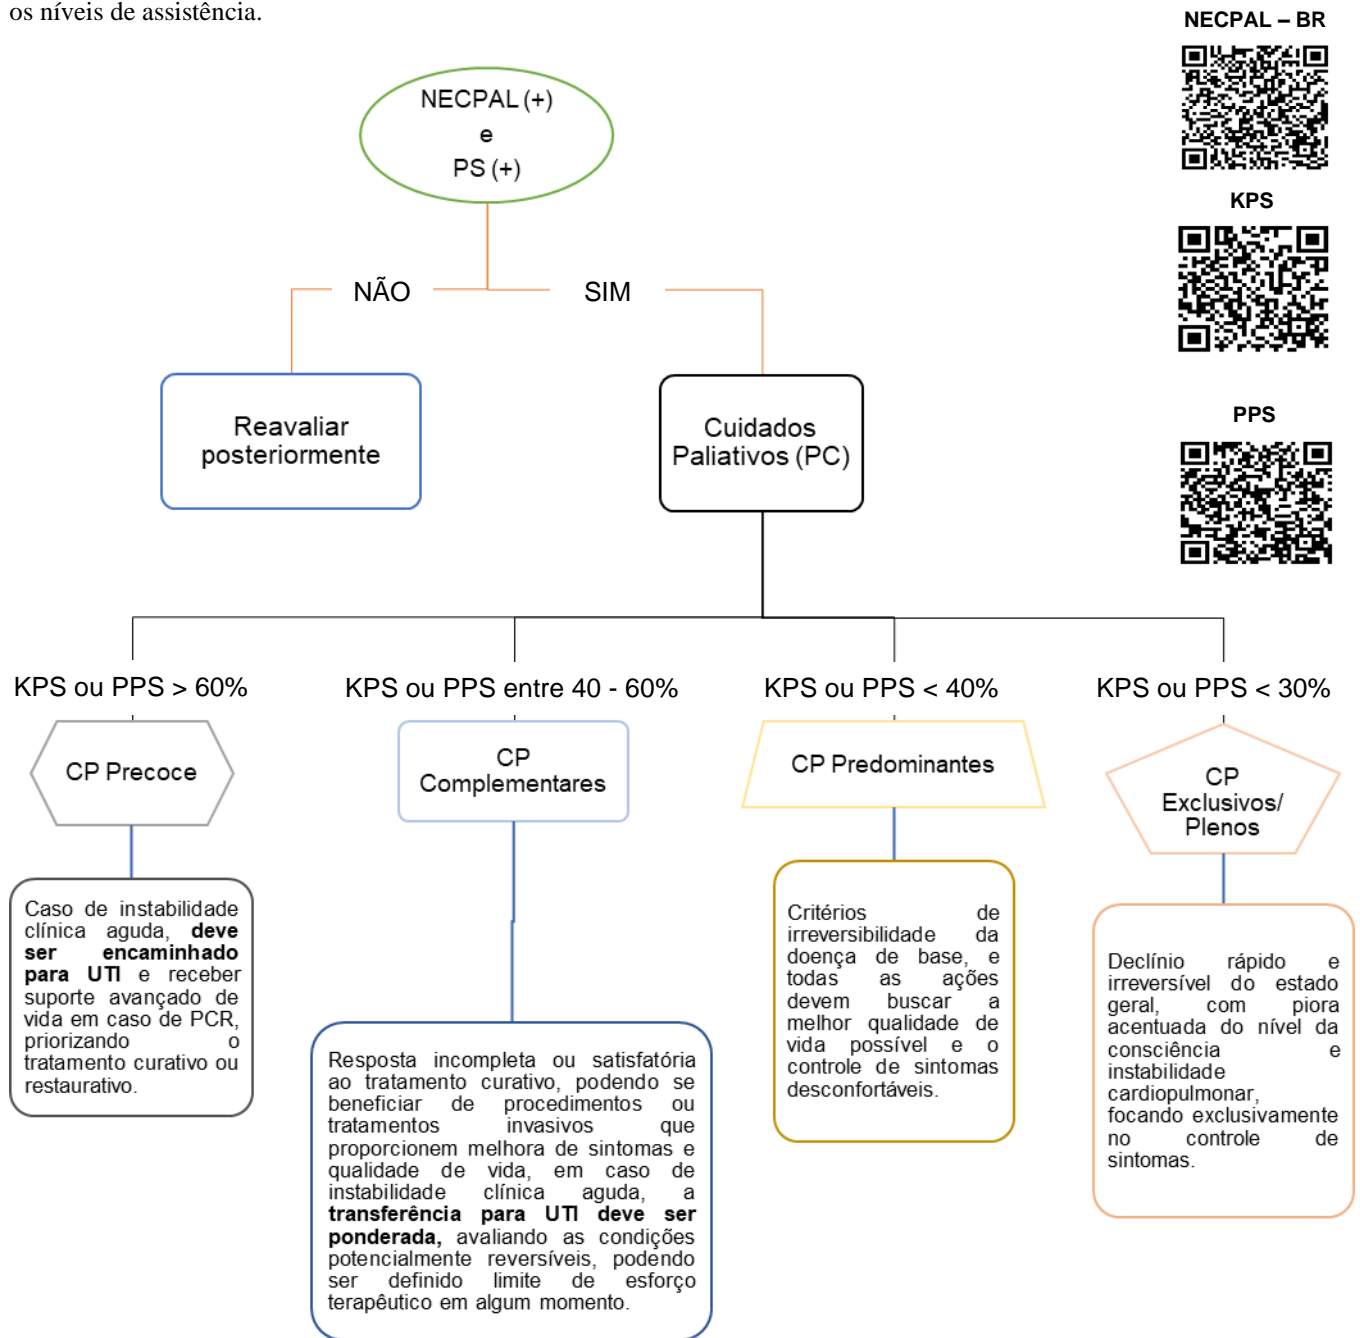 os níveis de assistência.
NECPAL – BR
NECPAL (+)
e
PS (+)
KPS
NÃO
SIM
Reavaliar
posteriormente
Cuidados
Paliativos (PC)
PPS
KPS ou PPS > 60%
KPS ou PPS entre 40 - 60%
KPS ou PPS < 40%
KPS ou PPS < 30%
CP Precoce
CP
Complementares
CP Predominantes
CP
Exclusivos/
Plenos
Caso de instabilidade
clínica aguda, deve
ser encaminhado
para UTI e receber
suporte avançado de
vida em caso de PCR,
priorizando o
tratamento curativo ou
restaurativo.
Resposta incompleta ou satisfatória
ao tratamento curativo, podendo se
beneficiar de procedimentos ou
tratamentos invasivos que
proporcionem melhora de sintomas e
qualidade de vida, em caso de
instabilidade clínica aguda, a
transferência para UTI deve ser
ponderada, avaliando as condições
potencialmente reversíveis, podendo
ser definido limite de esforço
terapêutico em algum momento.
Critérios de
irreversibilidade da
doença de base, e
todas as ações
devem buscar a
melhor qualidade de
vida possível e o
controle de sintomas
desconfortáveis.
Declínio rápido e
irreversível do estado
geral, com piora
acentuada do nível da
consciência e
instabilidade
cardiopulmonar,
focando exclusivamente
no controle de
sintomas.